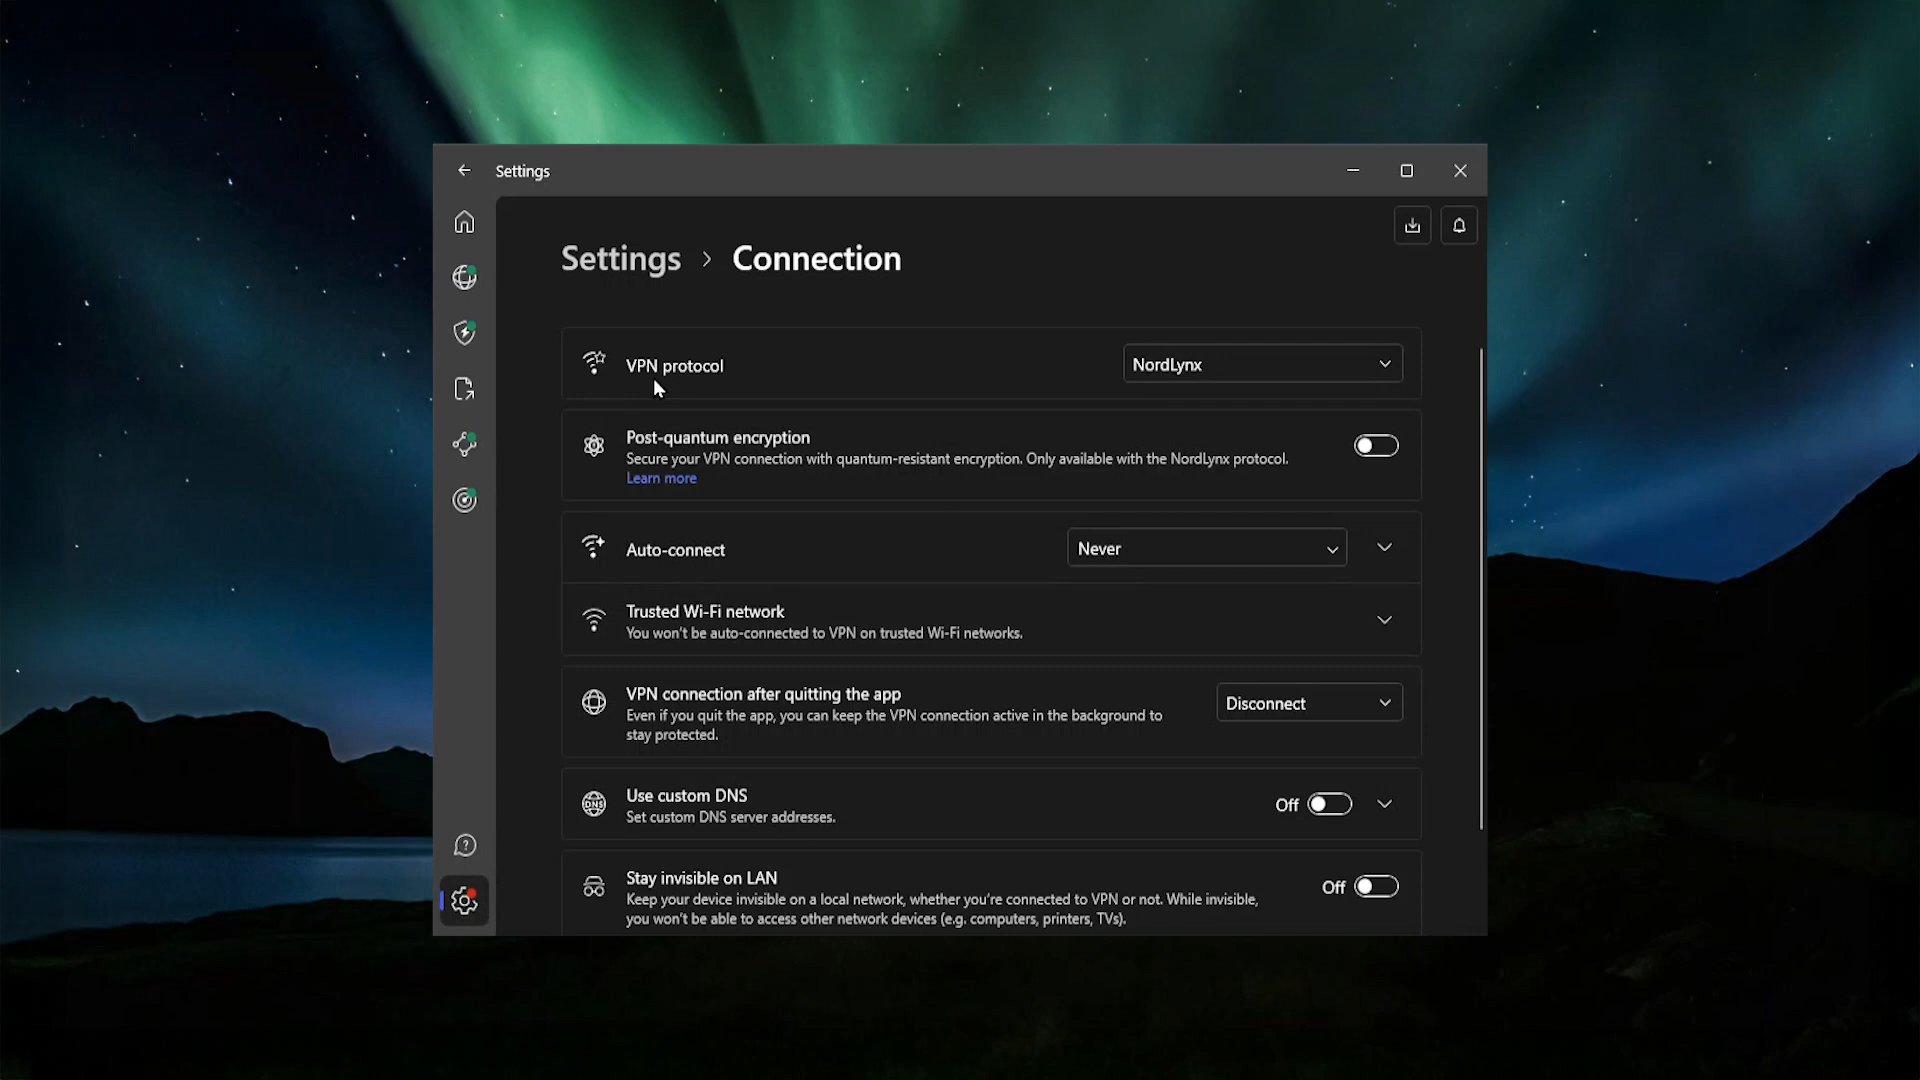 Settings
Settings > Connection
VPN protocol
NordLynx
Post-quantum encryption
Secure your VPN connection with quantum-resistant encryption. Only available with the NordLynx protocol.
Learn more
Auto-connect
Never
Trusted Wi-Fi network
You won't be auto-connected to VPN on trusted Wi-Fi networks.
VPN connection after quitting the app
Even if you quit the app, you can keep the VPN connection active in the background to
stay protected.
Disconnect
DNS
Use custom DNS
Set custom DNS server addresses.
Off
Stay invisible on LAN
Keep your device invisible on a local network, whether you're connected to VPN or not. While invisible,
you won't be able to access other network devices (e.g. computers, printers, TVs).
Off